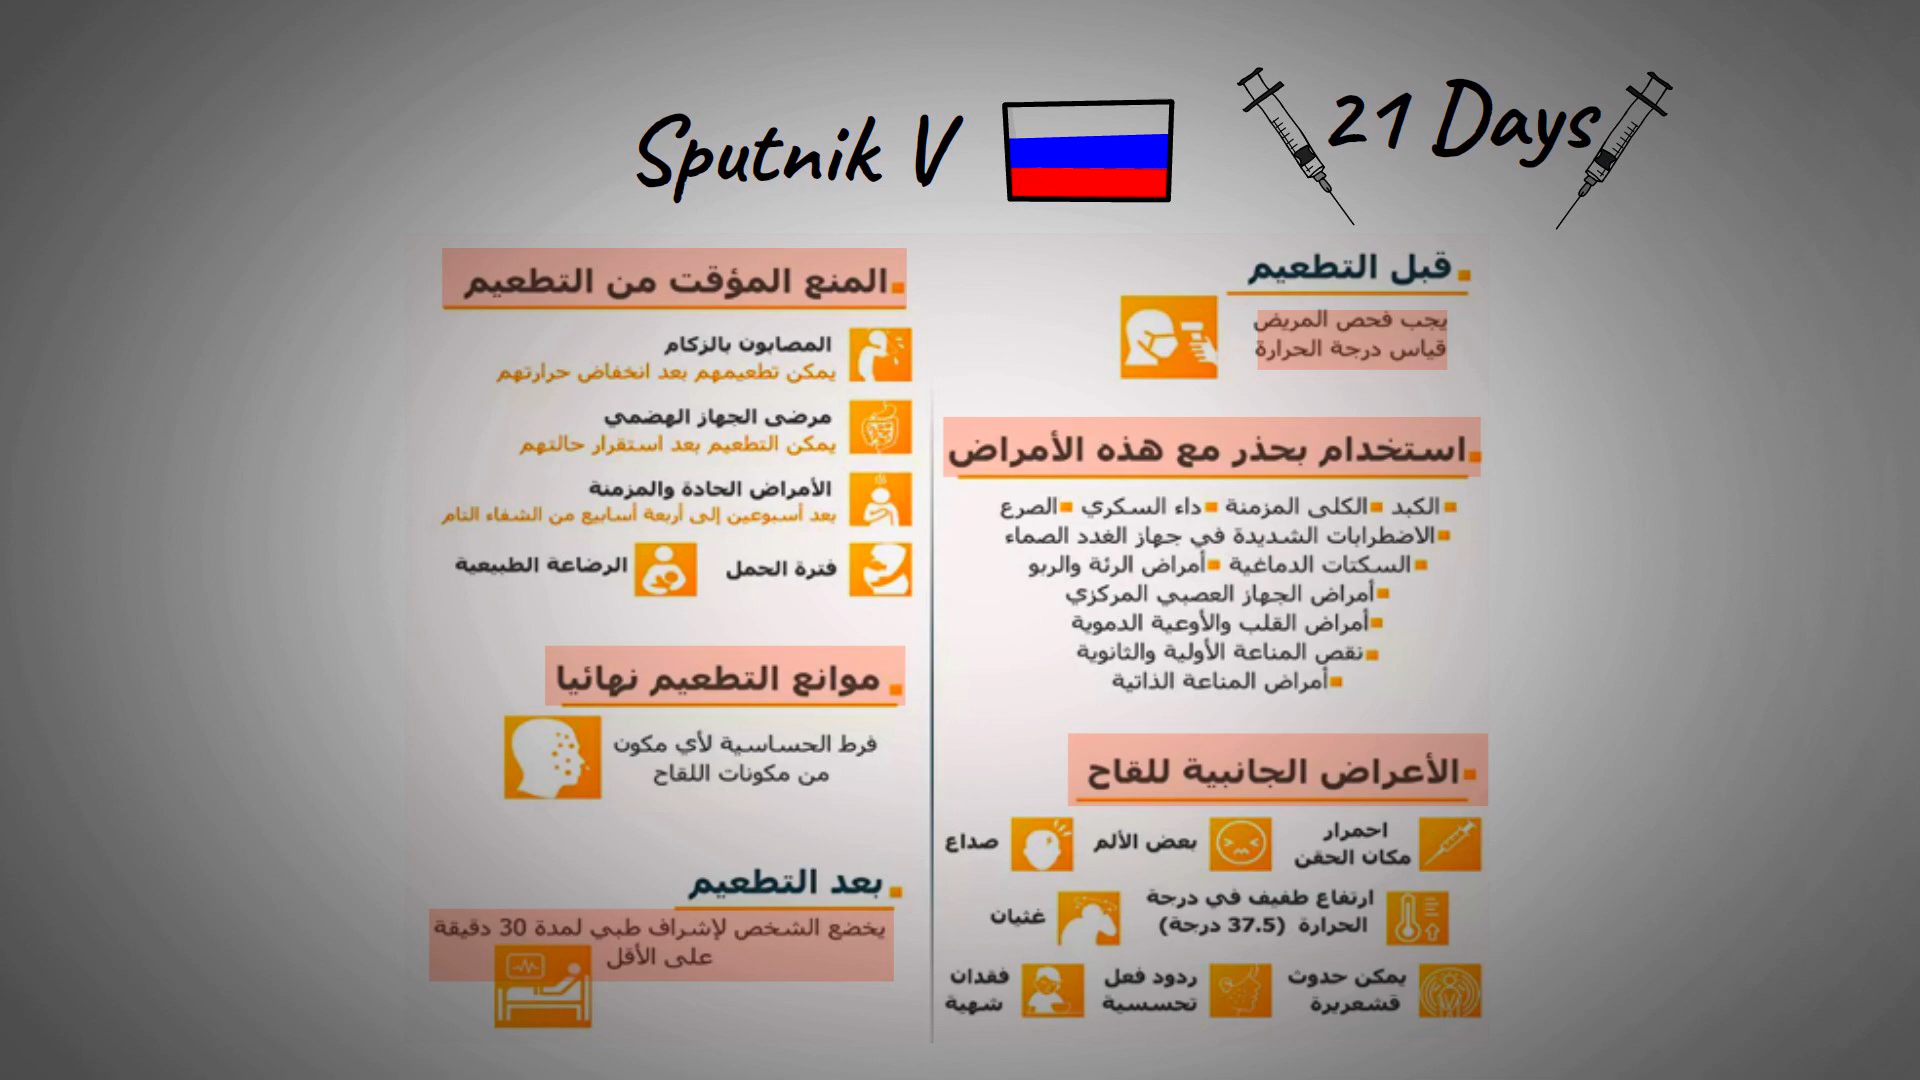 Sputnik V
21 Days
قبل التطعيم
يجب فحص المريض
قياس درجة الحرارة
استخدام بحذر مع هذه الأمراض
الكبد الكلى المزمنة داء السكري الصرع
الاضطرابات الشديدة في جهاز الغدد الصماء
السكتات الدماغية أمراض الرئة والربو
أمراض الجهاز العصبي المركزي
أمراض القلب والأوعية الدموية
نقص المناعة الأولية والثانوية
أمراض المناعة الذاتية
الأعراض الجانبية للقاح
احمرار
مكان الحقن
بعض الألم
صداع
ارتفاع طفيف في درجة
الحرارة (37.5 درجة)
غثيان
يمكن حدوث
قشعريرة
ردود فعل
تحسسية
فقدان
شهية
المنع المؤقت من التطعيم
المصابون بالزكام
يمكن تطعيمهم بعد انخفاض حرارتهم
مرضى الجهاز الهضمي
يمكن التطعيم بعد استقرار حالتهم
الأمراض الحادة والمزمنة
بعد أسبوعين إلى أربعة أسابيع من الشفاء التام
فترة الحمل
الرضاعة الطبيعية
موانع التطعيم نهائيا
فرط الحساسية لأي مكون
من مكونات اللقاح
بعد التطعيم
يخضع الشخص لإشراف طبي لمدة 30 دقيقة
على الأقل